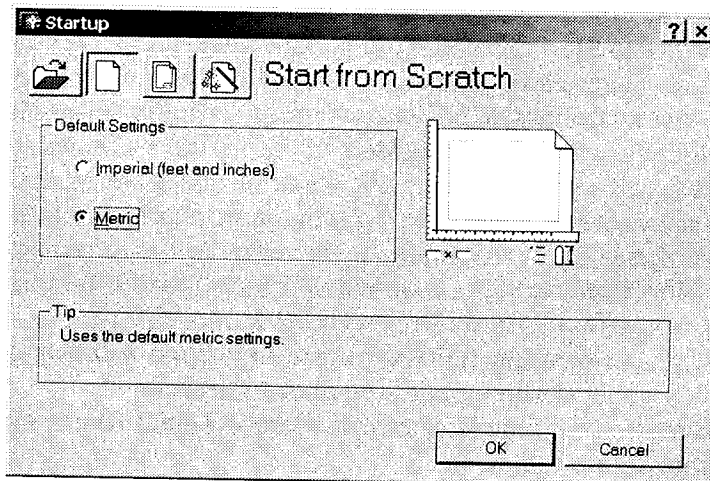 Startup
Start from Scratch
Default Settings
Imperial (feet and inches)
Metric
Tip
Uses the default metric settings.
OK
Cancel